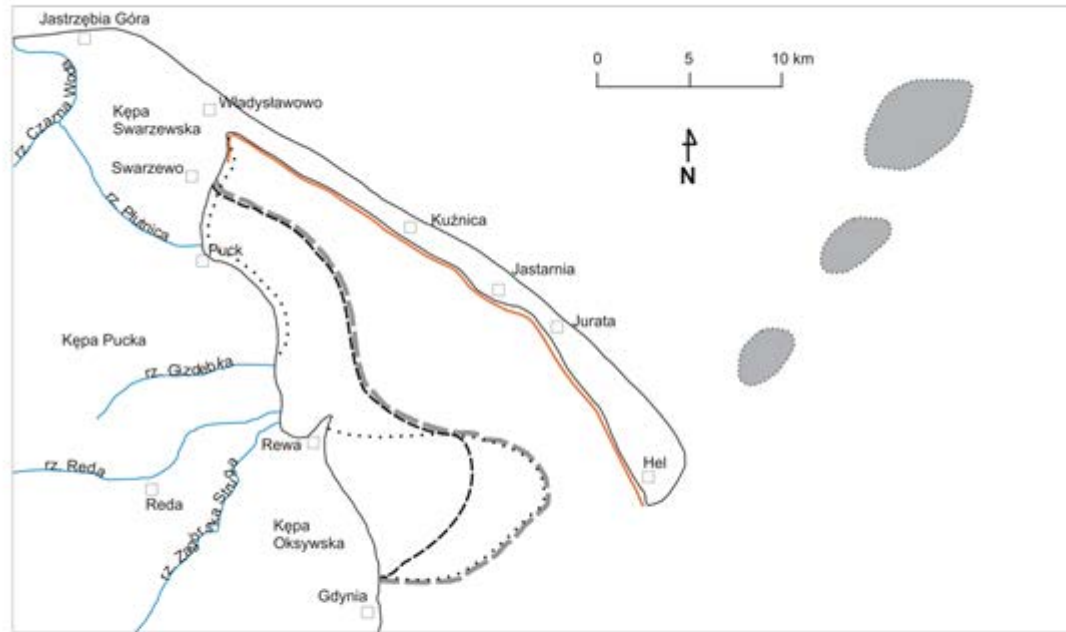 Jastrzębia Góra
0 5 10 km
rz. Czarna Woda
Władysławowo
Kępa
Swarzewska
N
Swarzewo
rz. Płutnica
Kuźnica
Puck
Jastarnia
Jurata
Kępa Pucka
rz. Gizdebka
Rewa
Hel
rz. Reda
Reda
rz. Zagórska Struga
Kępa
Oksywska
Gdynia